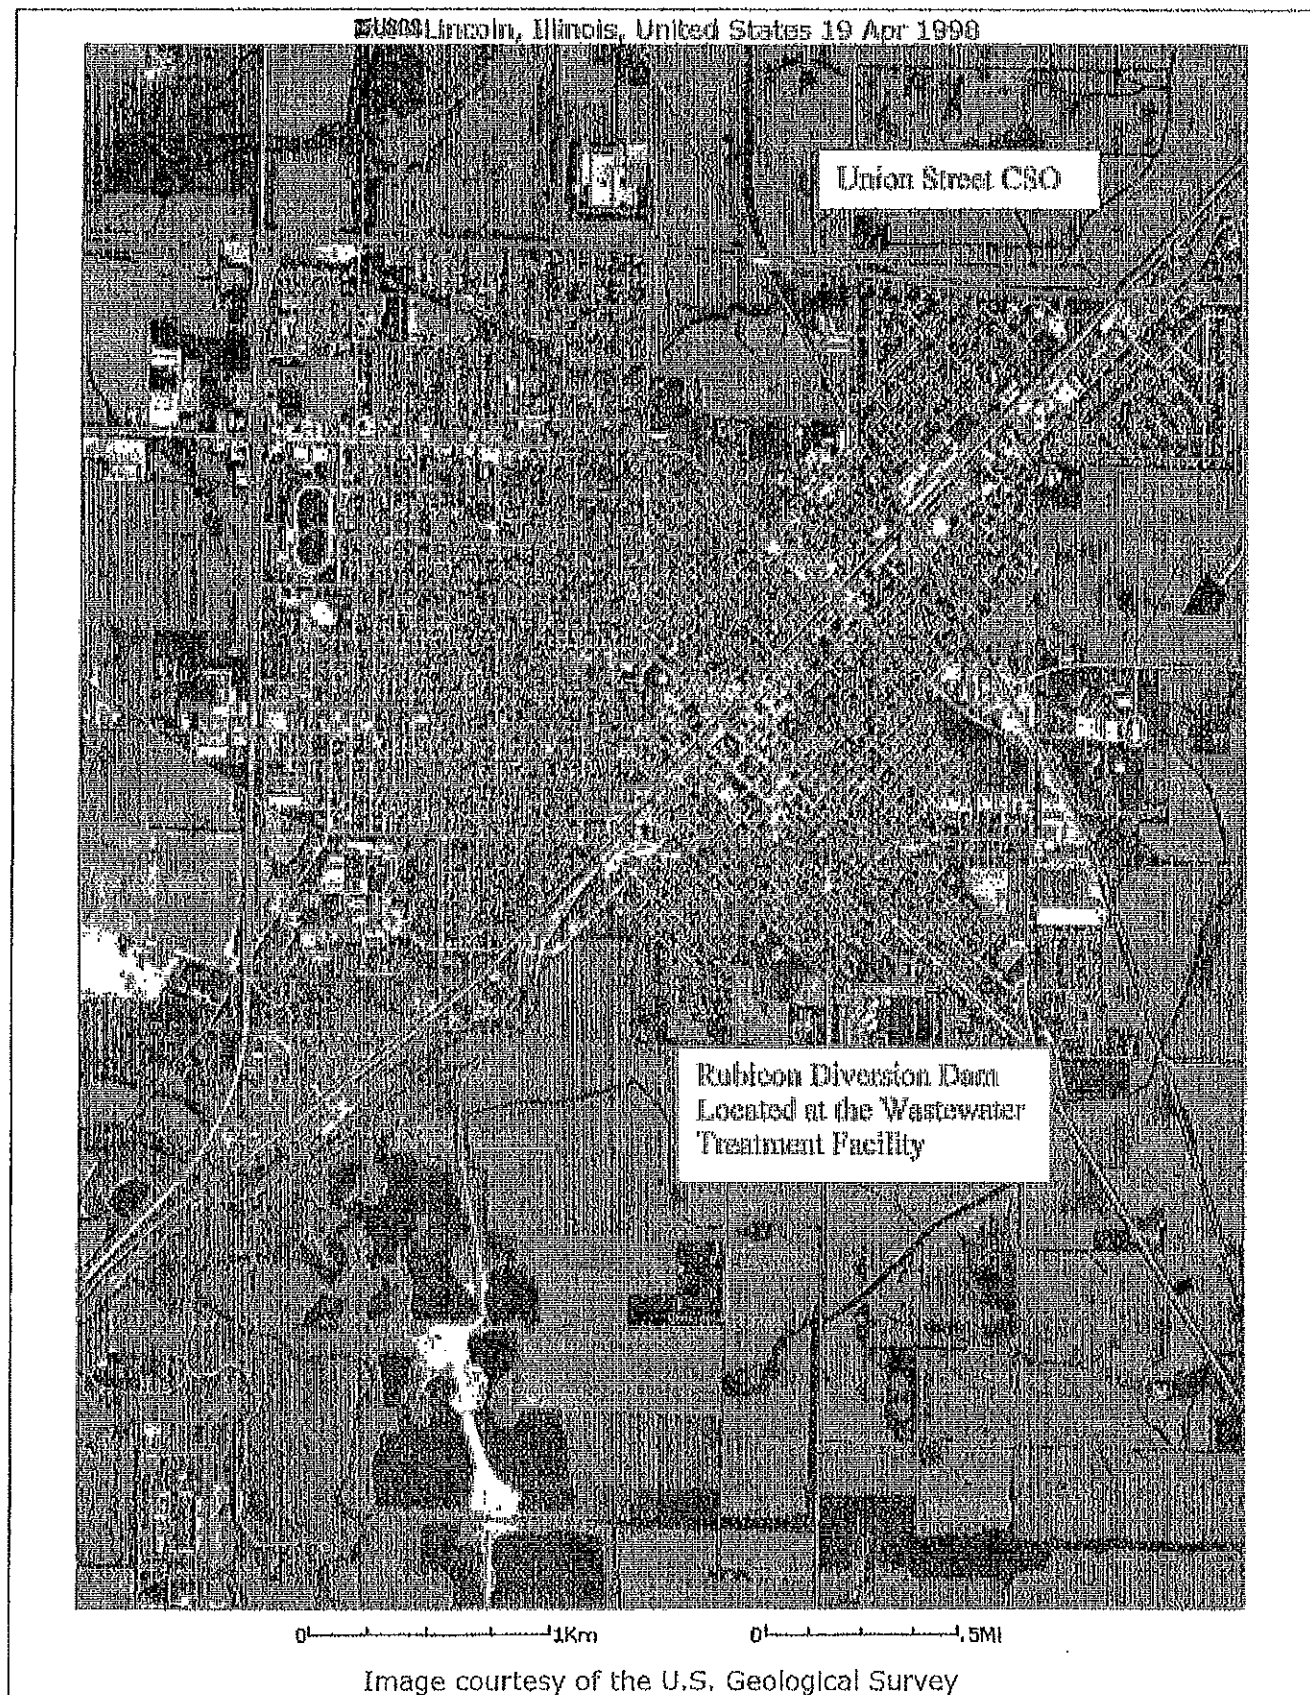 Lincoln, Illinois, United States 19 Apr 1998
Union Street CSO
Rubicon Diversion Dam
Located at the Wastewater
Treatment Facility
0 1Km 0 .5Mi
Image courtesy of the U.S. Geological Survey